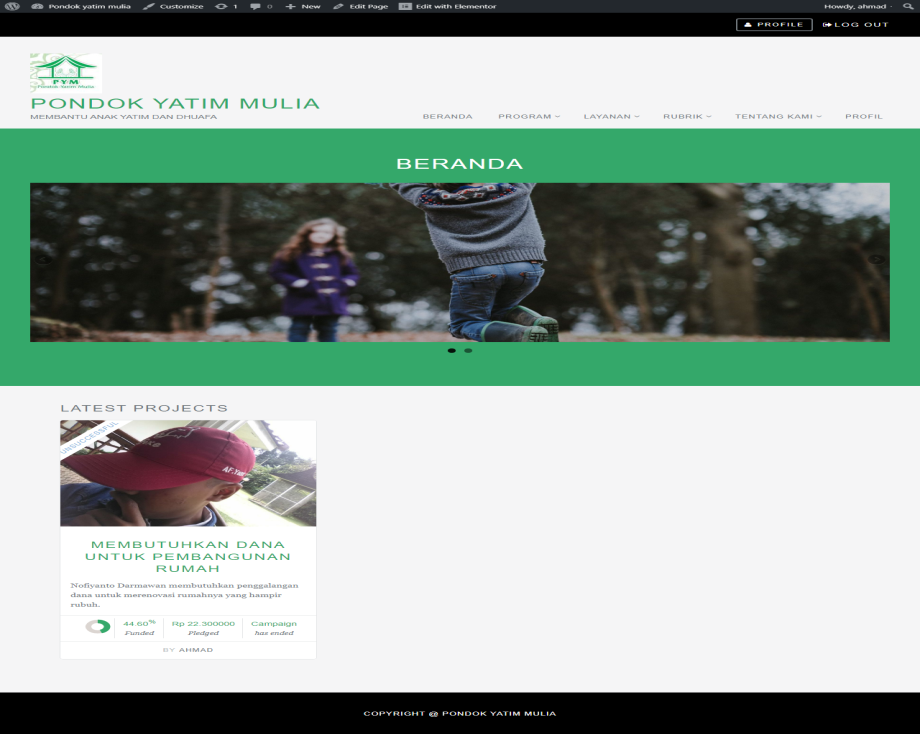 Pondok yatim mulia Customize 1 0 New Edit Page Edit with Elementor Howdy, ahmad
PROFILE LOG OUT
PYM
Pondok Yatim Mulia
PONDOK YATIM MULIA
MEMBANTU ANAK YATIM DAN DHUAFA
BERANDA PROGRAM LAYANAN RUBRIK TENTANG KAMI PROFIL
BERANDA
LATEST PROJECTS
UNSUCCESSFUL
MEMBUTUHKAN DANA
UNTUK PEMBANGUNAN
RUMAH
Nofiyanto Darmawan membutuhkan penggalangan
dana untuk merenovasi rumahnya yang hampir
rubuh.
44.60% Rp 22.300000 Campaign
Funded Pledged has ended
BY AHMAD
COPYRIGHT @ PONDOK YATIM MULIA